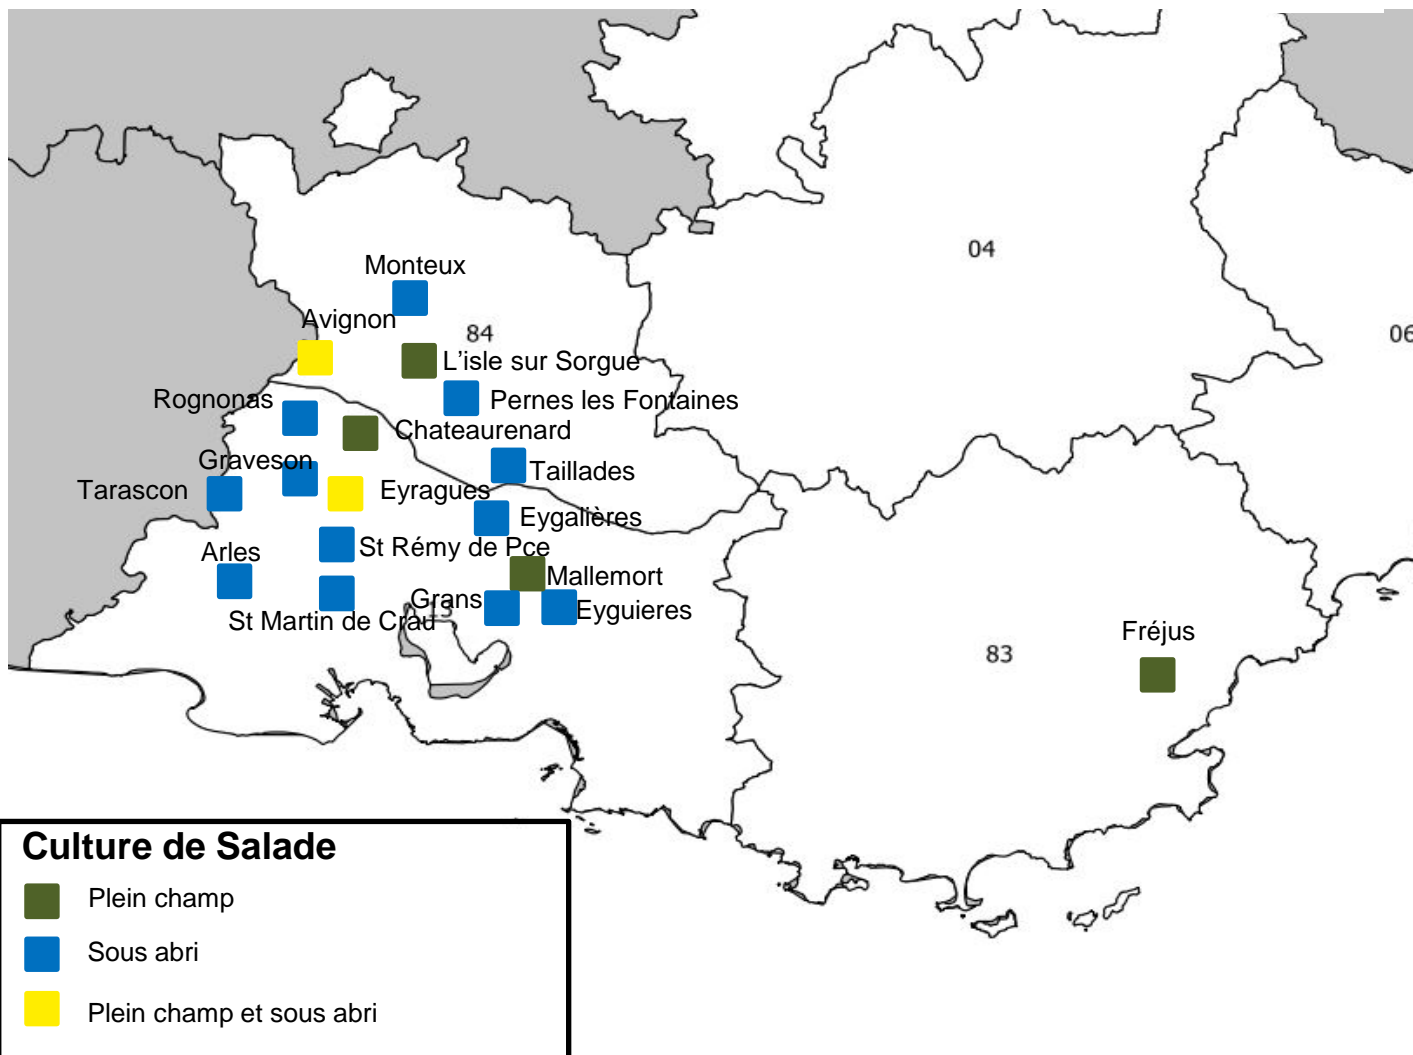 04
Monteux
Avignon
84
06
L'isle sur Sorgue
Rognonas
Pernes les Fontaines
Chateaurenard
Graveson
Taillades
Tarascon
Eyragues
Eygalières
Arles
St Rémy de Pce
Mallemort
Grans
Eyguieres
13
St Martin de Crau
Fréjus
83
Culture de Salade
Plein champ
Sous abri
Plein champ et sous abri